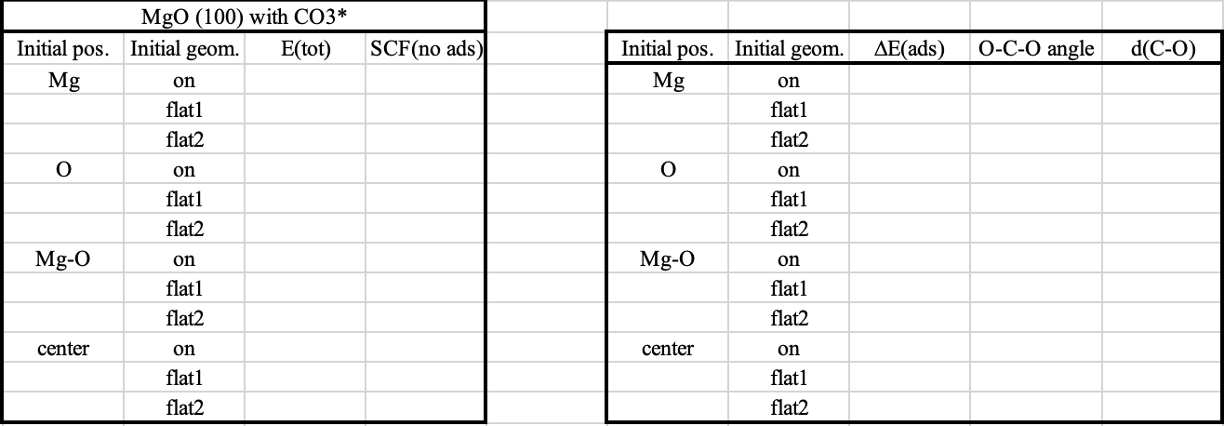 MgO (100) with CO3*
Initial pos. Initial geom. E(tot) SCF(no ads) Initial pos. Initial geom. ΔE(ads) O-C-O angle d(C-O)
Mg on Mg on
flat1 flat1
flat2 flat2
O on O on
flat1 flat1
flat2 flat2
Mg-O on Mg-O on
flat1 flat1
flat2 flat2
center on center on
flat1 flat1
flat2 flat2